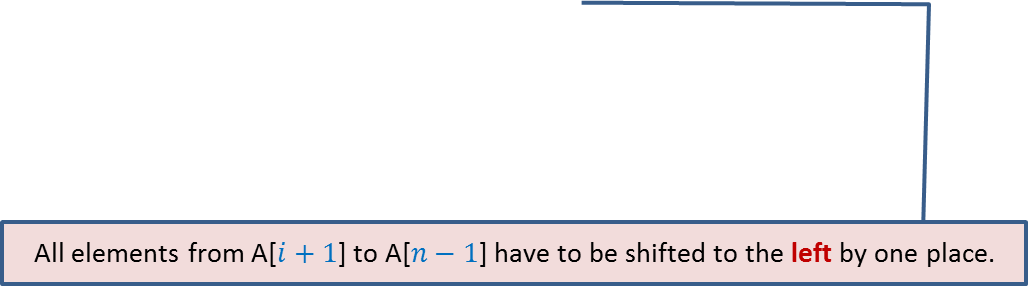 All elements from A[𝑖 + 1] to A[𝑛 − 1] have to be shifted to the left by one place.